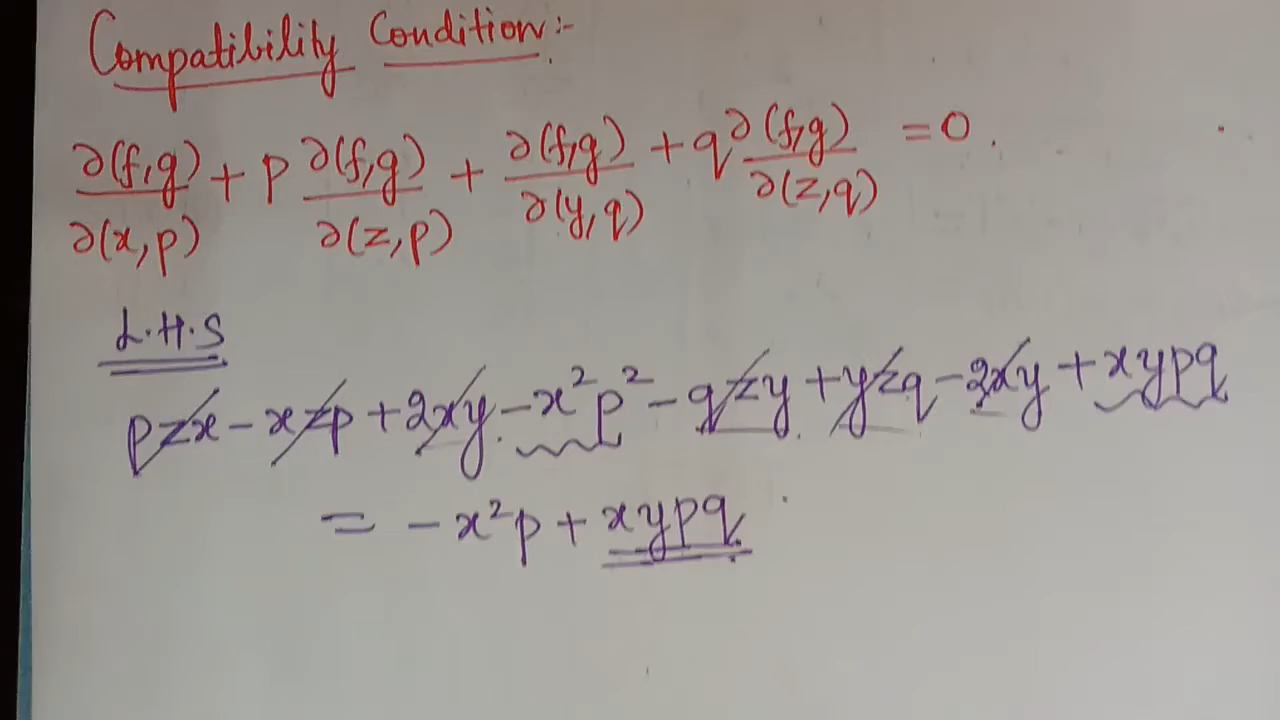 Compatibility Condition:-
∂(f,g)/∂(x,p) + p ∂(f,g)/∂(z,p) + ∂(f,g)/∂(y,q) + q ∂(f,g)/∂(z,q) = 0.
L.H.S
pzx - xzp + 2xy - x²p² - qzy + yzq - 2xy + xypq
= -x²p + xypq